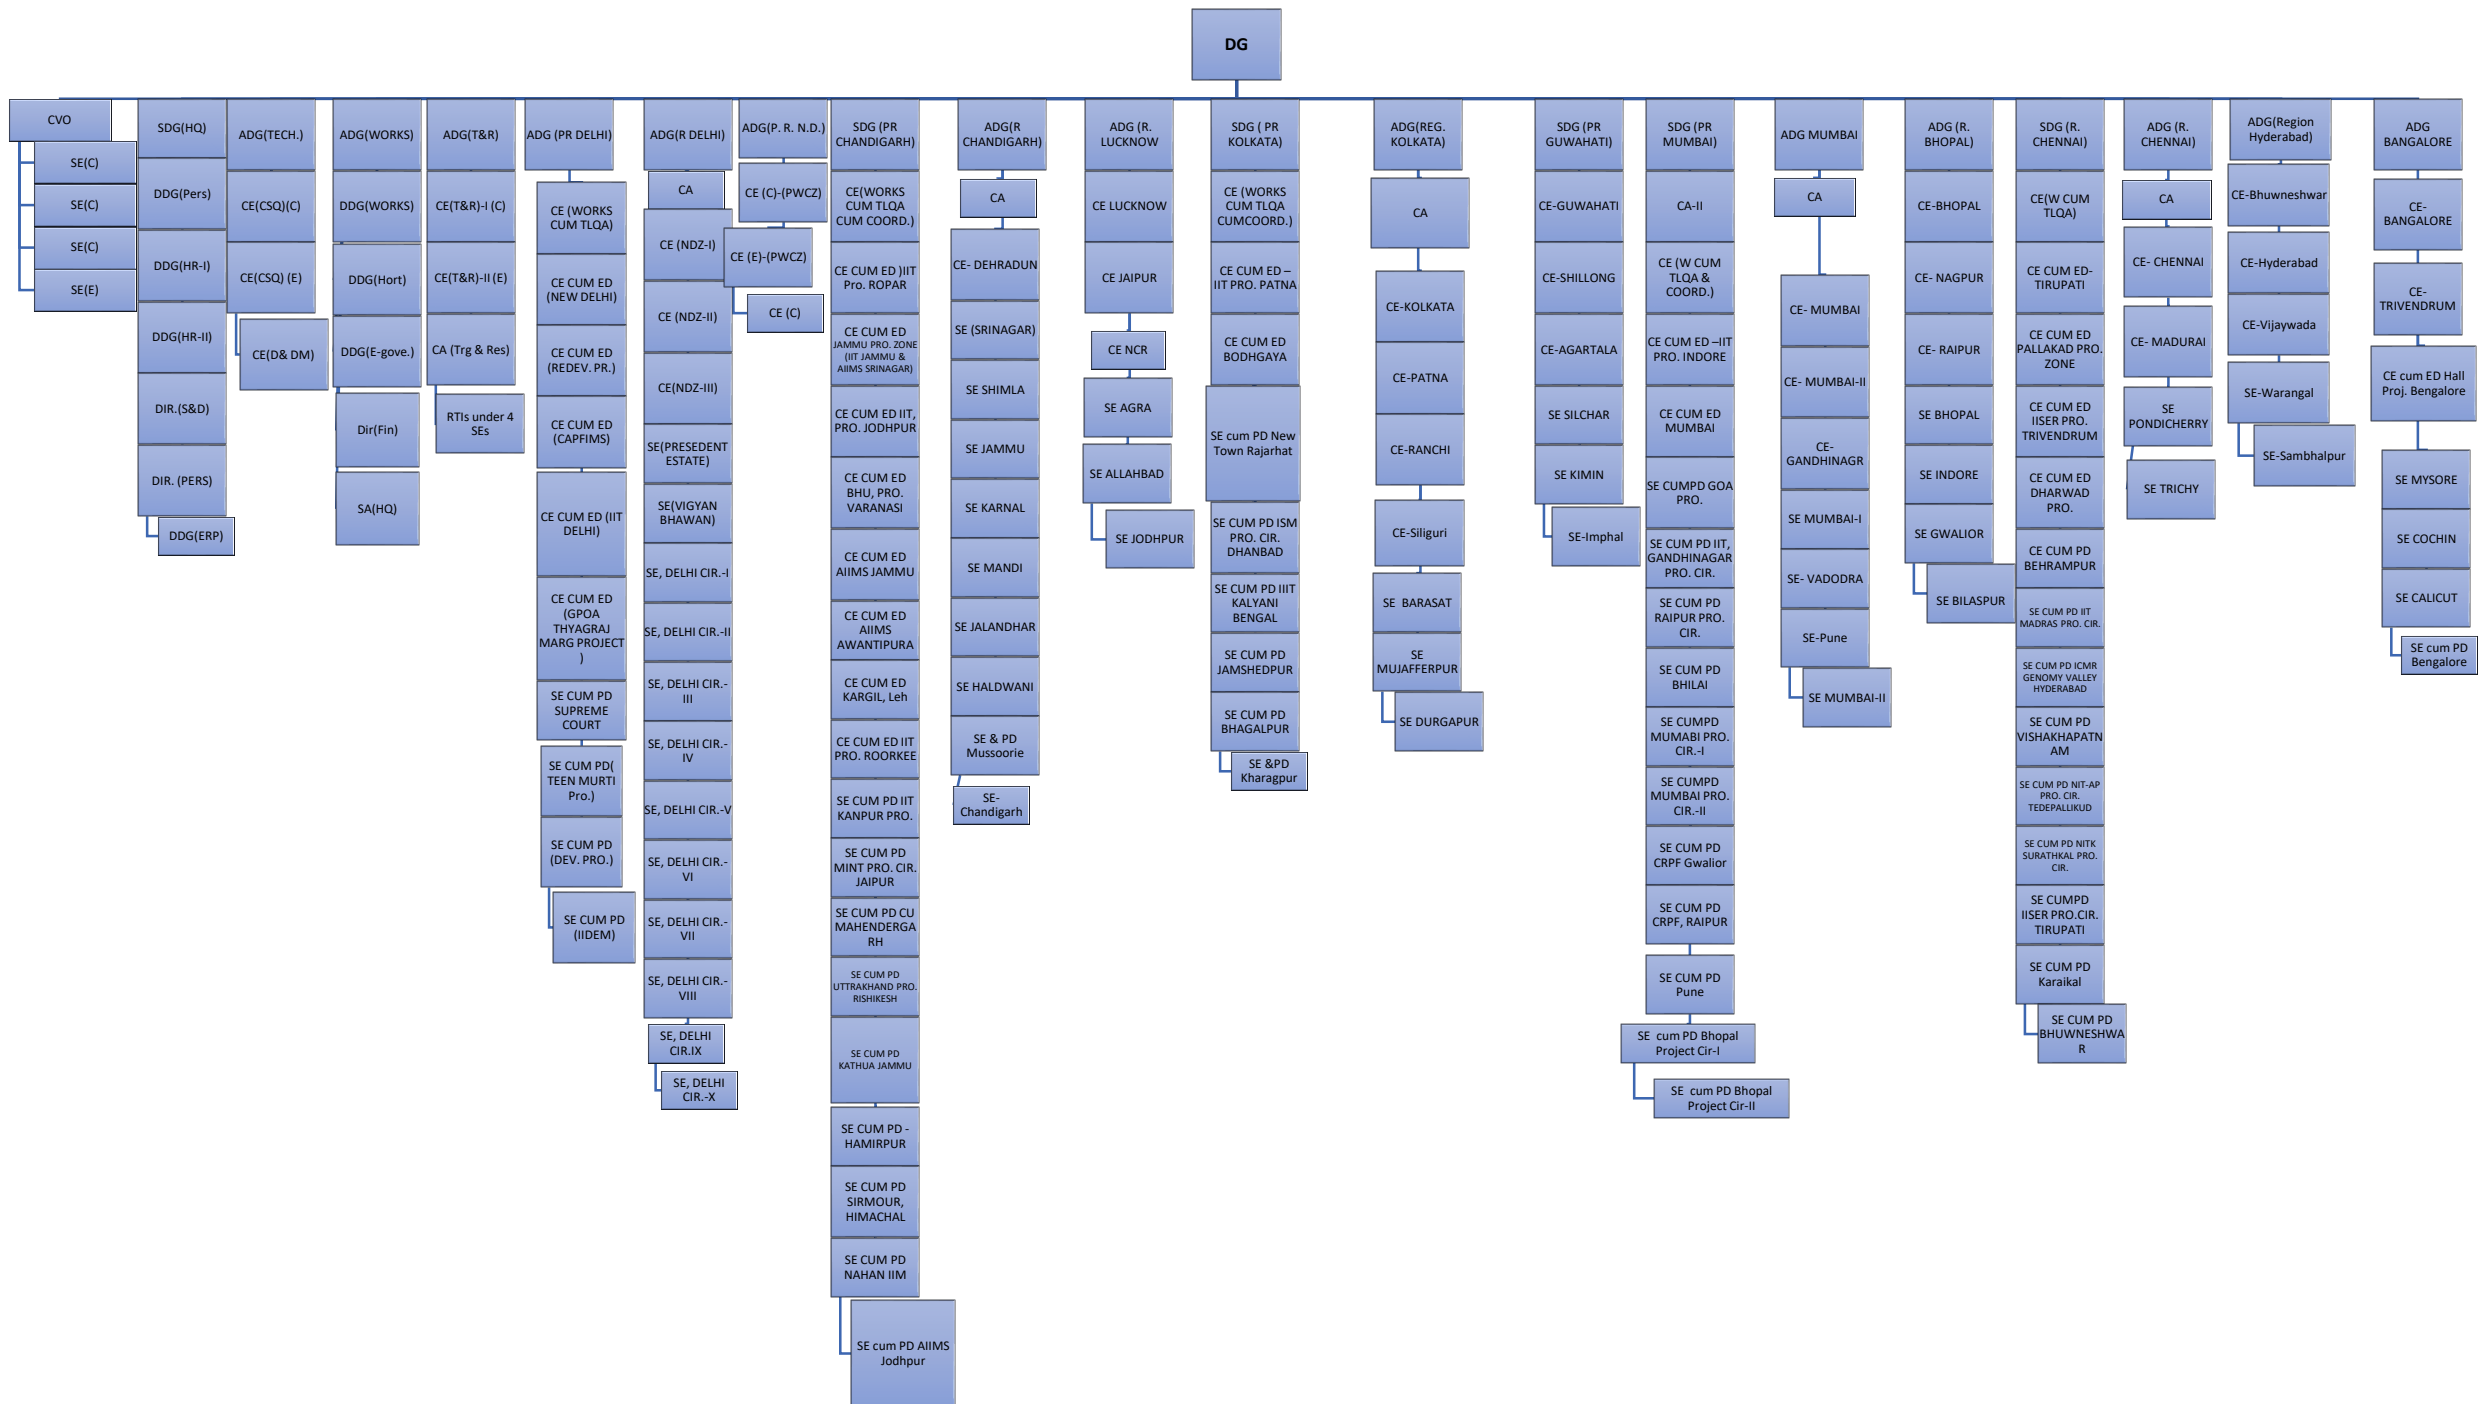 DG
CVO
SE(C)
SE(C)
SE(C)
SE(E)
SDG(HQ)
DDG(Pers)
DDG(HR-I)
DDG(HR-II)
DIR.(S&D)
DIR. (PERS)
DDG(ERP)
ADG(TECH.)
CE(CSQ)(C)
CE(CSQ) (E)
CE(D& DM)
ADG(WORKS)
DDG(WORKS)
DDG(Hort)
DDG(E-gove.)
Dir(Fin)
SA(HQ)
ADG(T&R)
CE(T&R)-I (C)
CE(T&R)-II (E)
CA (Trg & Res)
RTIs under 4
SEs
ADG (PR DELHI)
CE (WORKS
CUM TLQA)
CE CUM ED
(NEW DELHI)
CE CUM ED
(REDEV. PR.)
CE CUM ED
(CAPFIMS)
CE CUM ED (IIT
DELHI)
CE CUM ED
(GPOA
THYAGRAJ
MARG PROJECT
)
SE CUM PD
SUPREME
COURT
SE CUM PD(
TEEN MURTI
Pro.)
SE CUM PD
(DEV. PRO.)
SE CUM PD
(IIDEM)
ADG(R DELHI)
CA
CE (NDZ-I)
CE (NDZ-II)
CE(NDZ-III)
SE(PRESEDENT
ESTATE)
SE(VIGYAN
BHAWAN)
SE, DELHI CIR.-I
SE, DELHI CIR.-II
SE, DELHI CIR.-
III
SE, DELHI CIR.-
IV
SE, DELHI CIR.-V
SE, DELHI CIR.-
VI
SE, DELHI CIR.-
VII
SE, DELHI CIR.-
VIII
SE, DELHI
CIR.IX
SE, DELHI
CIR.-X
ADG(P. R. N.D.)
CE (C)-(PWCZ)
CE (E)-(PWCZ)
CE (C)
SDG (PR
CHANDIGARH)
CE(WORKS
CUM TLQA
CUM COORD.)
CE CUM ED )IIT
Pro. ROPAR
CE CUM ED
JAMMU PRO. ZONE
(IIT JAMMU &
AIIMS SRINAGAR)
CE CUM ED IIT,
PRO. JODHPUR
CE CUM ED
BHU, PRO.
VARANASI
CE CUM ED
AIIMS JAMMU
CE CUM ED
AIIMS
AWANTIPURA
CE CUM ED
KARGIL, Leh
CE CUM ED IIT
PRO. ROORKEE
SE CUM PD IIT
KANPUR PRO.
SE CUM PD
MINT PRO. CIR.
JAIPUR
SE CUM PD CU
MAHENDERGA
RH
SE CUM PD
UTTRAKHAND PRO.
RISHIKESH
SE CUM PD
KATHUA JAMMU
SE CUM PD -
HAMIRPUR
SE CUM PD
SIRMOUR,
HIMACHAL
SE CUM PD
NAHAN IIM
SE cum PD AIIMS
Jodhpur
ADG(R
CHANDIGARH)
CA
CE- DEHRADUN
SE (SRINAGAR)
SE SHIMLA
SE JAMMU
SE KARNAL
SE MANDI
SE JALANDHAR
SE HALDWANI
SE & PD
Mussoorie
SE-
Chandigarh
ADG (R.
LUCKNOW
CE LUCKNOW
CE JAIPUR
CE NCR
SE AGRA
SE ALLAHBAD
SE JODHPUR
SDG ( PR
KOLKATA)
CE (WORKS
CUM TLQA
CUMCOORD.)
CE CUM ED –
IIT PRO. PATNA
CE CUM ED
BODHGAYA
SE cum PD New
Town Rajarhat
SE CUM PD ISM
PRO. CIR.
DHANBAD
SE CUM PD IIIT
KALYANI
BENGAL
SE CUM PD
JAMSHEDPUR
SE CUM PD
BHAGALPUR
SE &PD
Kharagpur
ADG(REG.
KOLKATA)
CA
CE-KOLKATA
CE-PATNA
CE-RANCHI
CE-Siliguri
SE  BARASAT
SE
MUJAFFERPUR
SE DURGAPUR
SDG (PR
GUWAHATI)
CE-GUWAHATI
CE-SHILLONG
CE-AGARTALA
SE SILCHAR
SE KIMIN
SE-Imphal
SDG (PR
MUMBAI)
CA-II
CE (W CUM
TLQA &
COORD.)
CE CUM ED –IIT
PRO. INDORE
CE CUM ED
MUMBAI
SE CUMPD GOA
PRO.
SE CUM PD IIT,
GANDHINAGAR
PRO. CIR.
SE CUM PD
RAIPUR PRO.
CIR.
SE CUM PD
BHILAI
SE CUMPD
MUMABI PRO.
CIR.-I
SE CUMPD
MUMBAI PRO.
CIR.-II
SE CUM PD
CRPF Gwalior
SE CUM PD
CRPF, RAIPUR
SE CUM PD
Pune
SE  cum PD Bhopal
Project Cir-I
SE  cum PD Bhopal
Project Cir-II
ADG MUMBAI
CA
CE- MUMBAI
CE- MUMBAI-II
CE-
GANDHINAGR
SE MUMBAI-I
SE- VADODRA
SE-Pune
SE MUMBAI-II
ADG (R.
BHOPAL)
CE-BHOPAL
CE- NAGPUR
CE- RAIPUR
SE BHOPAL
SE INDORE
SE GWALIOR
SE BILASPUR
SDG (R.
CHENNAI)
CE(W CUM
TLQA)
CE CUM ED-
TIRUPATI
CE CUM ED
PALLAKAD PRO.
ZONE
CE CUM ED
IISER PRO.
TRIVENDRUM
CE CUM ED
DHARWAD
PRO.
CE CUM PD
BEHRAMPUR
SE CUM PD IIT
MADRAS PRO. CIR.
SE CUM PD ICMR
GENOMY VALLEY
HYDERABAD
SE CUM PD
VISHAKHAPATN
AM
SE CUM PD NIT-AP
PRO. CIR.
TEDEPALLIKUD
SE CUM PD NITK
SURATHKAL PRO.
CIR.
SE CUMPD
IISER PRO.CIR.
TIRUPATI
SE CUM PD
Karaikal
SE CUM PD
BHUWNESHWA
R
ADG (R.
CHENNAI)
CA
CE- CHENNAI
CE- MADURAI
SE
PONDICHERRY
SE TRICHY
ADG(Region
Hyderabad)
CE-Bhuwneshwar
CE-Hyderabad
CE-Vijaywada
SE-Warangal
SE-Sambhalpur
ADG
BANGALORE
CE-
BANGALORE
CE-
TRIVENDRUM
CE cum ED Hall
Proj. Bengalore
SE MYSORE
SE COCHIN
SE CALICUT
SE cum PD
Bengalore